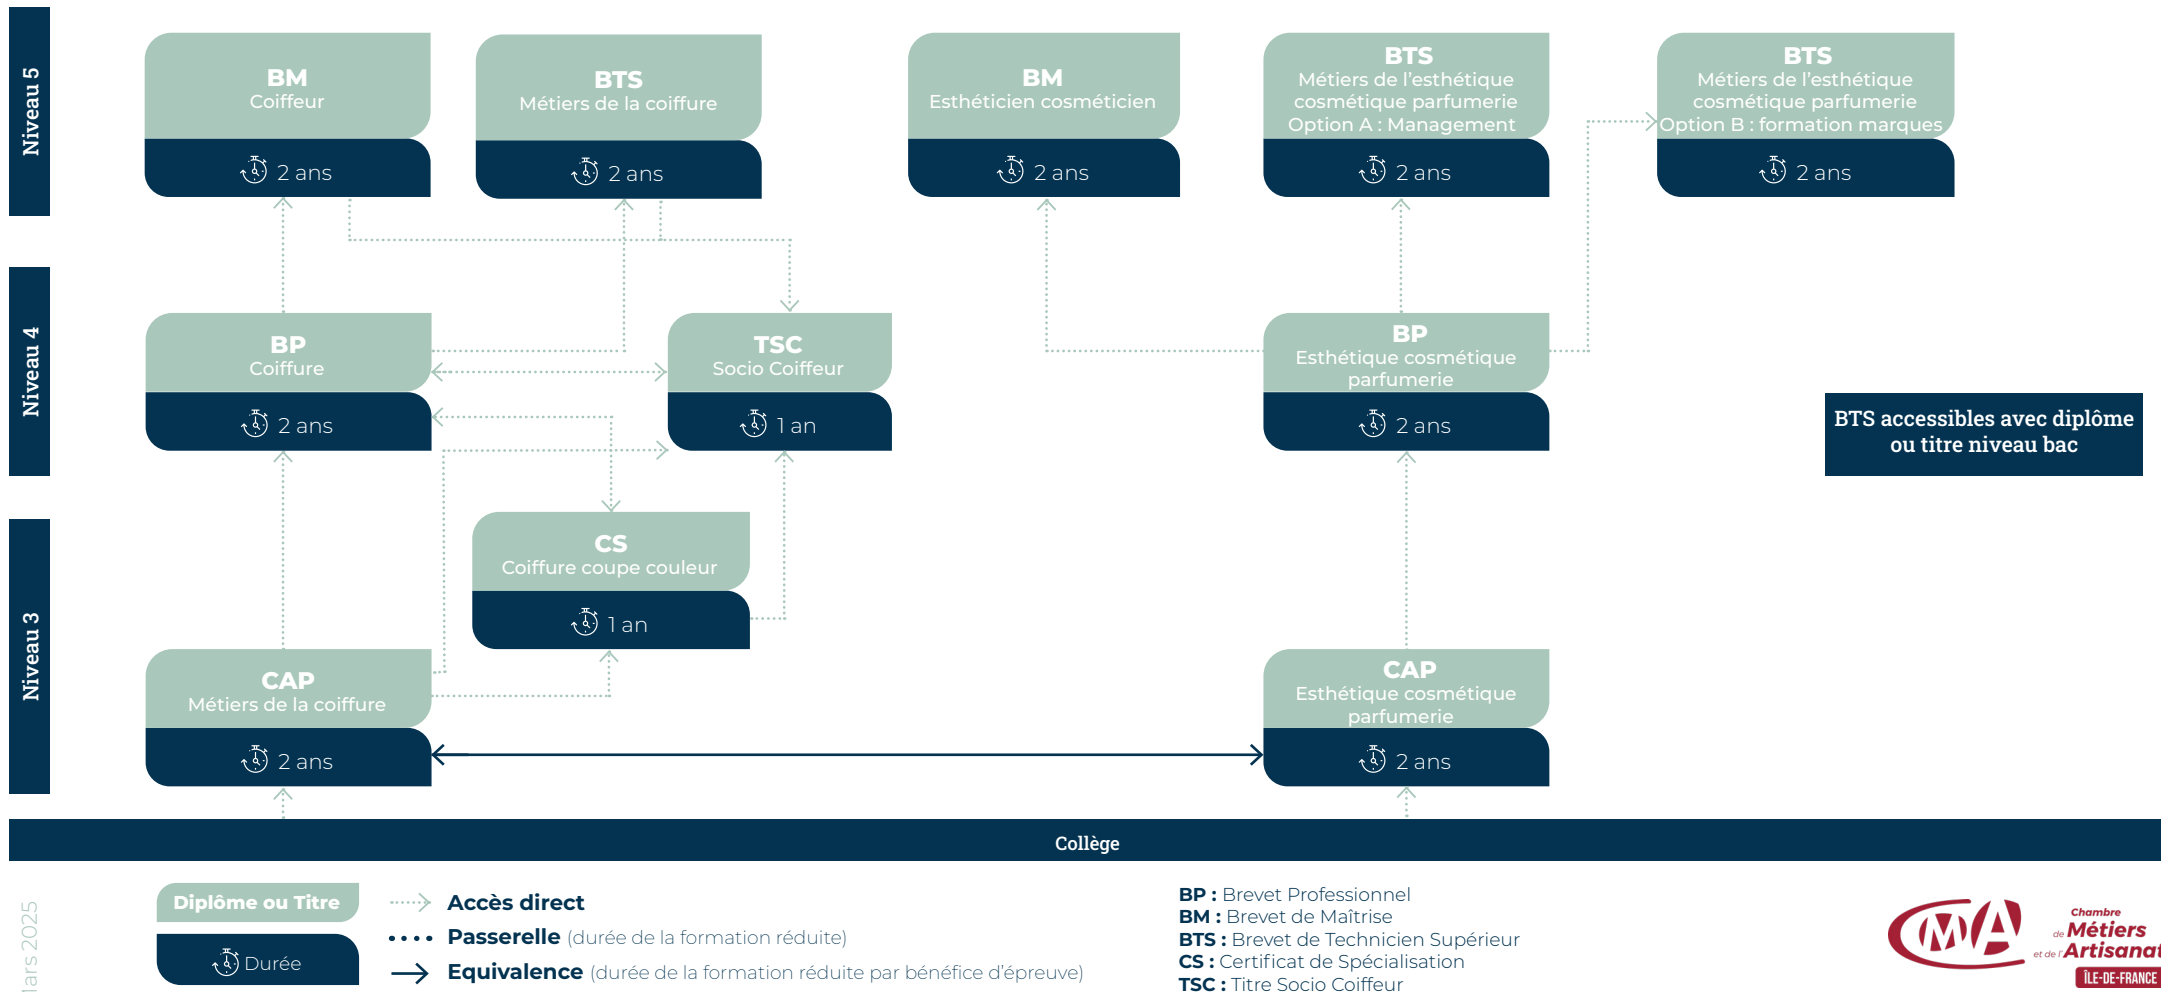 Niveau 5
BM
Coiffeur
2 ans
BTS
Métiers de la coiffure
2 ans
BM
Esthéticien cosméticien
2 ans
BTS
Métiers de l'esthétique
cosmétique parfumerie
Option A : Management
2 ans
BTS
Métiers de l'esthétique
cosmétique parfumerie
Option B : formation marques
2 ans
Niveau 4
BP
Coiffure
2 ans
TSC
Socio Coiffeur
1 an
BP
Esthétique cosmétique
parfumerie
2 ans
BTS accessibles avec diplôme
ou titre niveau bac
Niveau 3
CS
Coiffure coupe couleur
1 an
CAP
Métiers de la coiffure
2 ans
CAP
Esthétique cosmétique
parfumerie
2 ans
Collège
Mars 2025
Diplôme ou Titre
Durée
Accès direct
Passerelle (durée de la formation réduite)
Equivalence (durée de la formation réduite par bénéfice d'épreuve)
BP : Brevet Professionnel
BM : Brevet de Maîtrise
BTS : Brevet de Technicien Supérieur
CS : Certificat de Spécialisation
TSC : Titre Socio Coiffeur
CMA
Chambre
de Métiers
et de l'Artisanat
ÎLE-DE-FRANCE